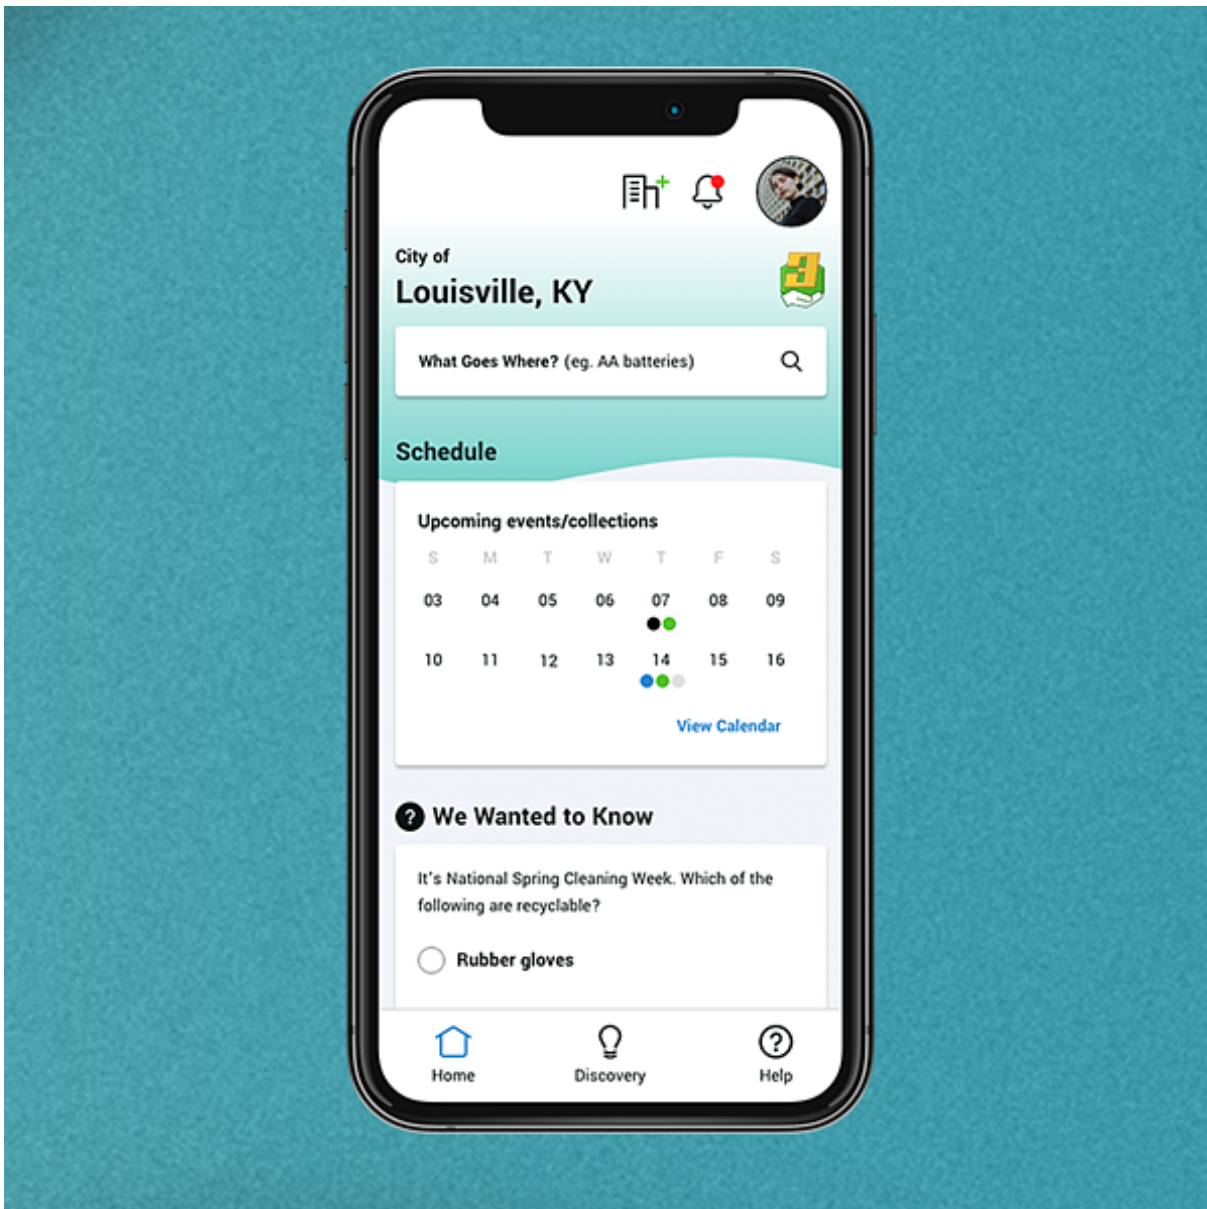 City of
Louisville, KY
What Goes Where? (eg. AA batteries)
Schedule
Upcoming events/collections
S M T W T F S
03 04 05 06 07 08 09
10 11 12 13 14 15 16
View Calendar
? We Wanted to Know
It's National Spring Cleaning Week. Which of the
following are recyclable?
Rubber gloves
Home Discovery Help